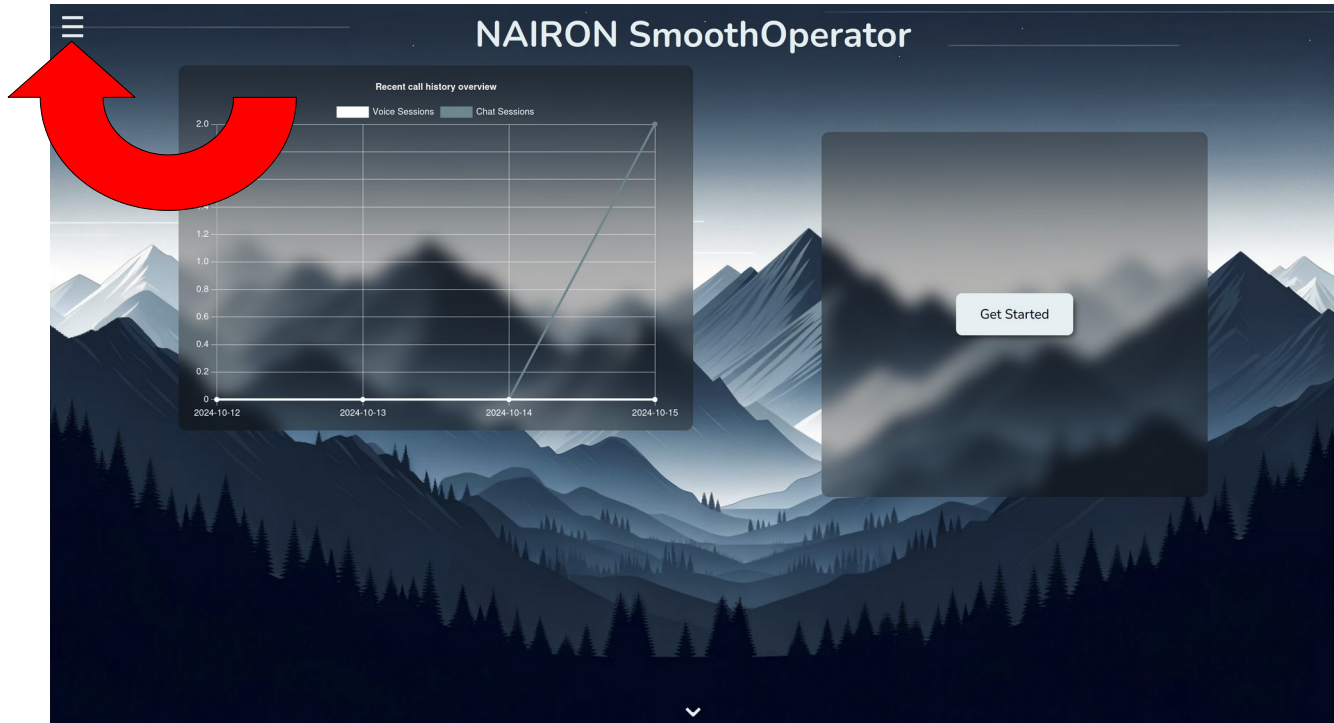 NAIRON SmoothOperator
Recent call history overview
Voice Sessions Chat Sessions
2.0
1.2
1.0
0.8
0.6
0.4
0.2
0
2024-10-12 2024-10-13 2024-10-14 2024-10-15
Get Started